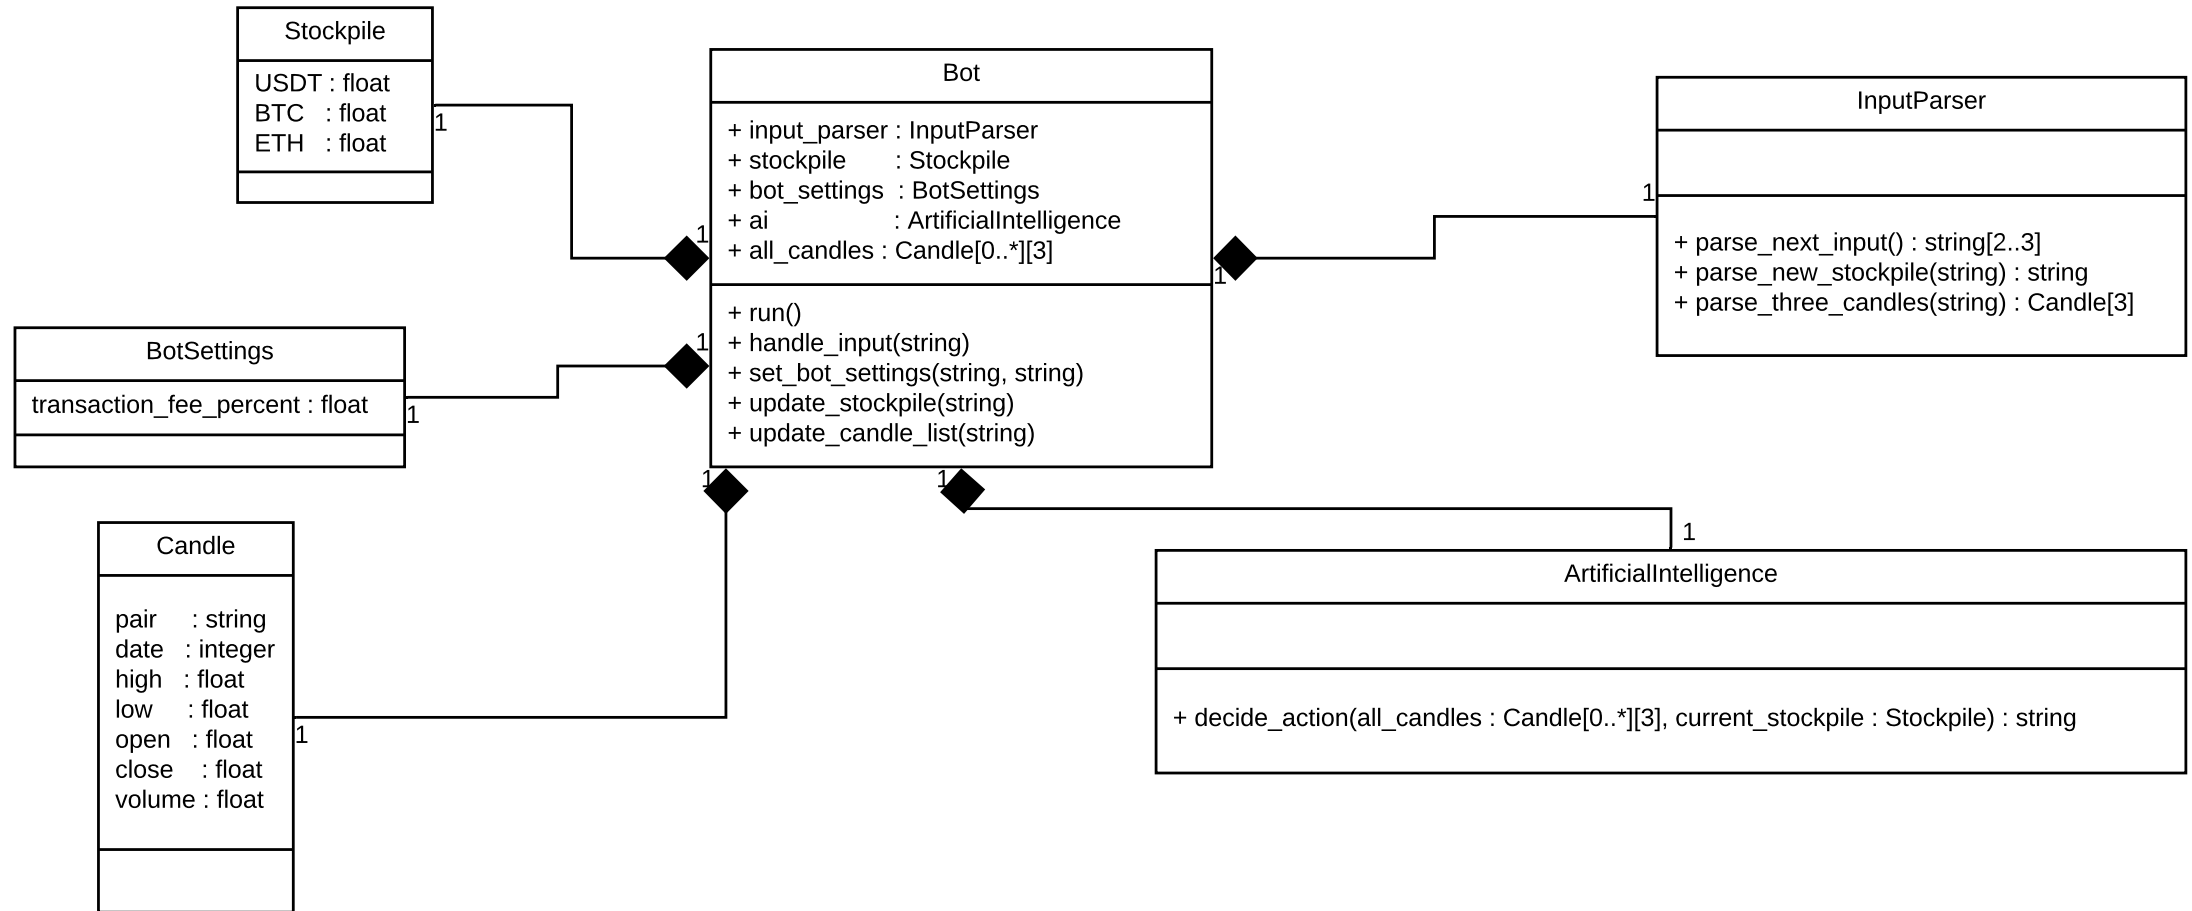 Stockpile
USDT : float
BTC : float
ETH : float
1
Bot
+ input_parser : InputParser
+ stockpile : Stockpile
+ bot_settings : BotSettings
+ ai : ArtificialIntelligence
+ all_candles : Candle[0..*][3]
+ run()
+ handle_input(string)
+ set_bot_settings(string, string)
+ update_stockpile(string)
+ update_candle_list(string)
1
1
1
1
1
InputParser
+ parse_next_input() : string[2..3]
+ parse_new_stockpile(string) : string
+ parse_three_candles(string) : Candle[3]
1
BotSettings
transaction_fee_percent : float
1
Candle
pair : string
date : integer
high : float
low : float
open : float
close : float
volume : float
1
1
ArtificialIntelligence
+ decide_action(all_candles : Candle[0..*][3], current_stockpile : Stockpile) : string